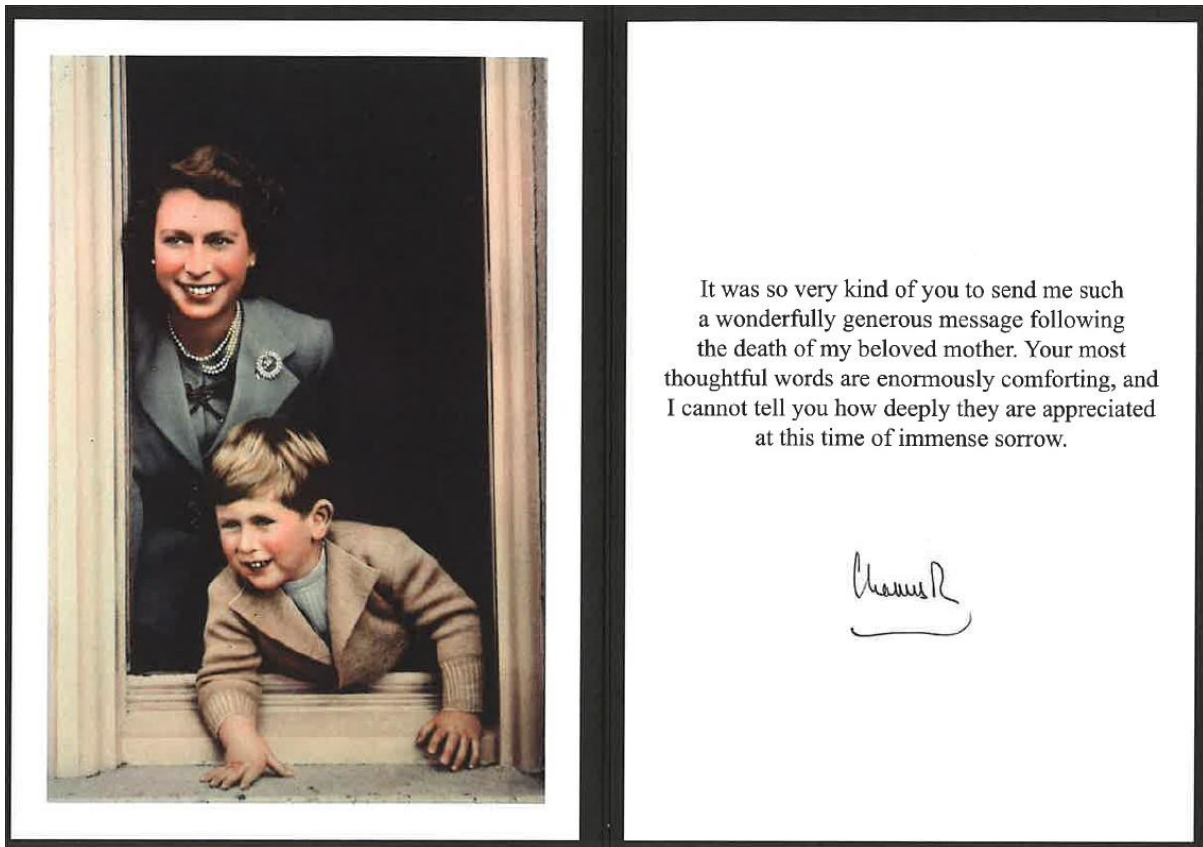 It was so very kind of you to send me such
a wonderfully generous message following
the death of my beloved mother. Your most
thoughtful words are enormously comforting, and
I cannot tell you how deeply they are appreciated
at this time of immense sorrow.
Charles R